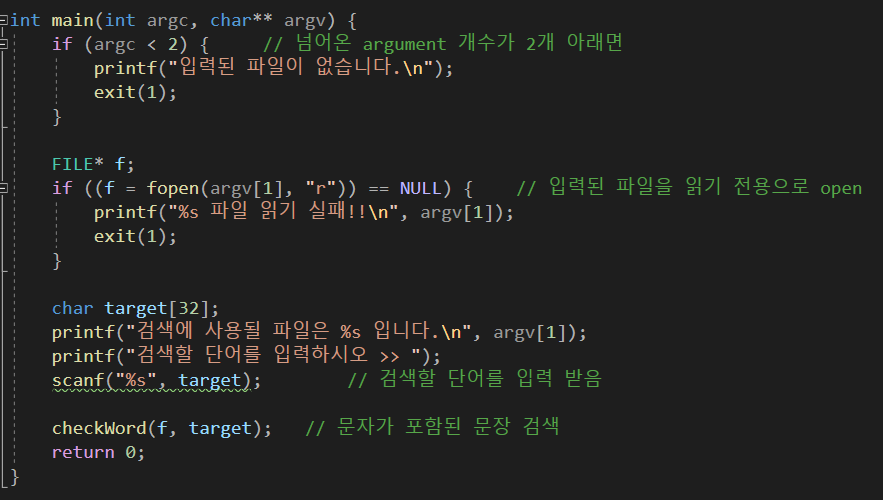 int main(int argc, char** argv) {
    if (argc < 2) {     // 넘어온 argument 개수가 2개 아래면
        printf("입력된 파일이 없습니다.\n");
        exit(1);
    }
    FILE* f;
    if ((f = fopen(argv[1], "r")) == NULL) {    // 입력된 파일을 읽기 전용으로 open
        printf("%s 파일 읽기 실패!!\n", argv[1]);
        exit(1);
    }
    char target[32];
    printf("검색에 사용될 파일은 %s 입니다.\n", argv[1]);
    printf("검색할 단어를 입력하시오 >> ");
    scanf("%s", target);        // 검색할 단어를 입력 받음
    checkWord(f, target);   // 문자가 포함된 문장 검색
    return 0;
}